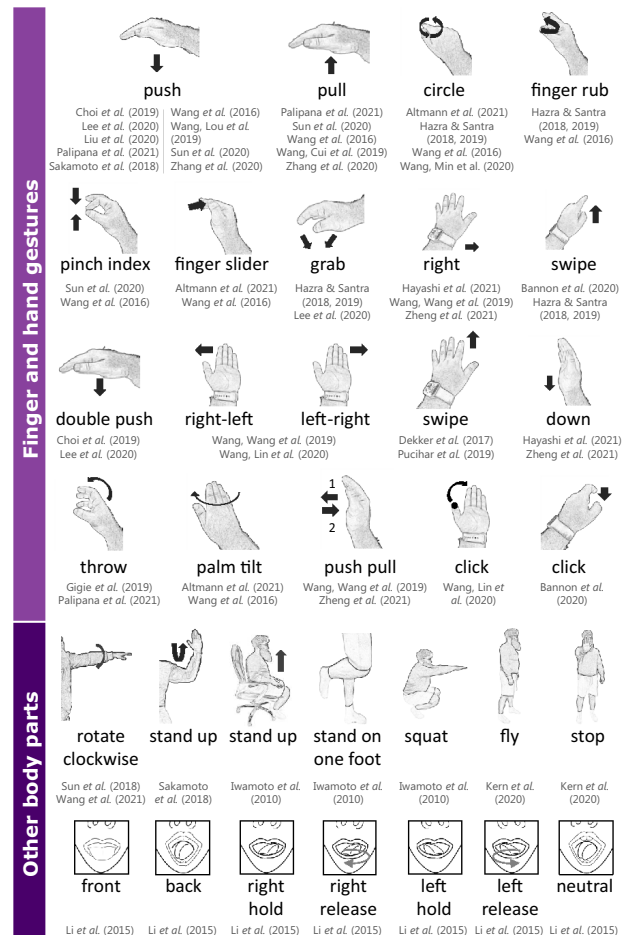 Finger and hand gestures
push
pull
circle
finger rub
Choi et al. (2019)
Lee et al. (2020)
Liu et al. (2020)
Palipana et al. (2021)
Sakamoto et al. (2018)
Wang et al. (2016)
Wang, Lou et al.
(2019)
Sun et al. (2020)
Zhang et al. (2020)
Palipana et al. (2021)
Sun et al. (2020)
Wang et al. (2016)
Wang, Cui et al. (2019)
Zhang et al. (2020)
Altmann et al. (2021)
Hazra & Santra
(2018, 2019)
Wang et al. (2016)
Wang, Min et al. (2020)
Hazra & Santra
(2018, 2019)
Wang et al. (2016)
pinch index
finger slider
grab
right
swipe
Sun et al. (2020)
Wang et al. (2016)
Altmann et al. (2021)
Wang et al. (2016)
Hazra & Santra
(2018, 2019)
Lee et al. (2020)
Hayashi et al. (2021)
Wang, Wang et al. (2019)
Zheng et al. (2021)
Bannon et al. (2020)
Hazra & Santra
(2018, 2019)
double push
right-left
left-right
swipe
down
Choi et al. (2019)
Lee et al. (2020)
Wang, Wang et al. (2019)
Wang, Lin et al. (2020)
Dekker et al. (2017)
Pucihar et al. (2019)
Hayashi et al. (2021)
Zheng et al. (2021)
1
2
throw
palm tilt
push pull
click
click
Gigie et al. (2019)
Palipana et al. (2021)
Altmann et al. (2021)
Wang et al. (2016)
Wang, Wang et al. (2019)
Zheng et al. (2021)
Wang, Lin et
al. (2020)
Bannon et al.
(2020)
Other body parts
rotate
clockwise
stand up
stand up
stand on
one foot
squat
fly
stop
Sun et al. (2018)
Wang et al. (2021)
Sakamoto
et al. (2018)
Iwamoto et al.
(2010)
Iwamoto et al.
(2010)
Iwamoto et al.
(2010)
Kern et al.
(2020)
Kern et al.
(2020)
front
back
right
hold
right
release
left
hold
left
release
neutral
Li et al. (2015)
Li et al. (2015)
Li et al. (2015)
Li et al. (2015)
Li et al. (2015)
Li et al. (2015)
Li et al. (2015)